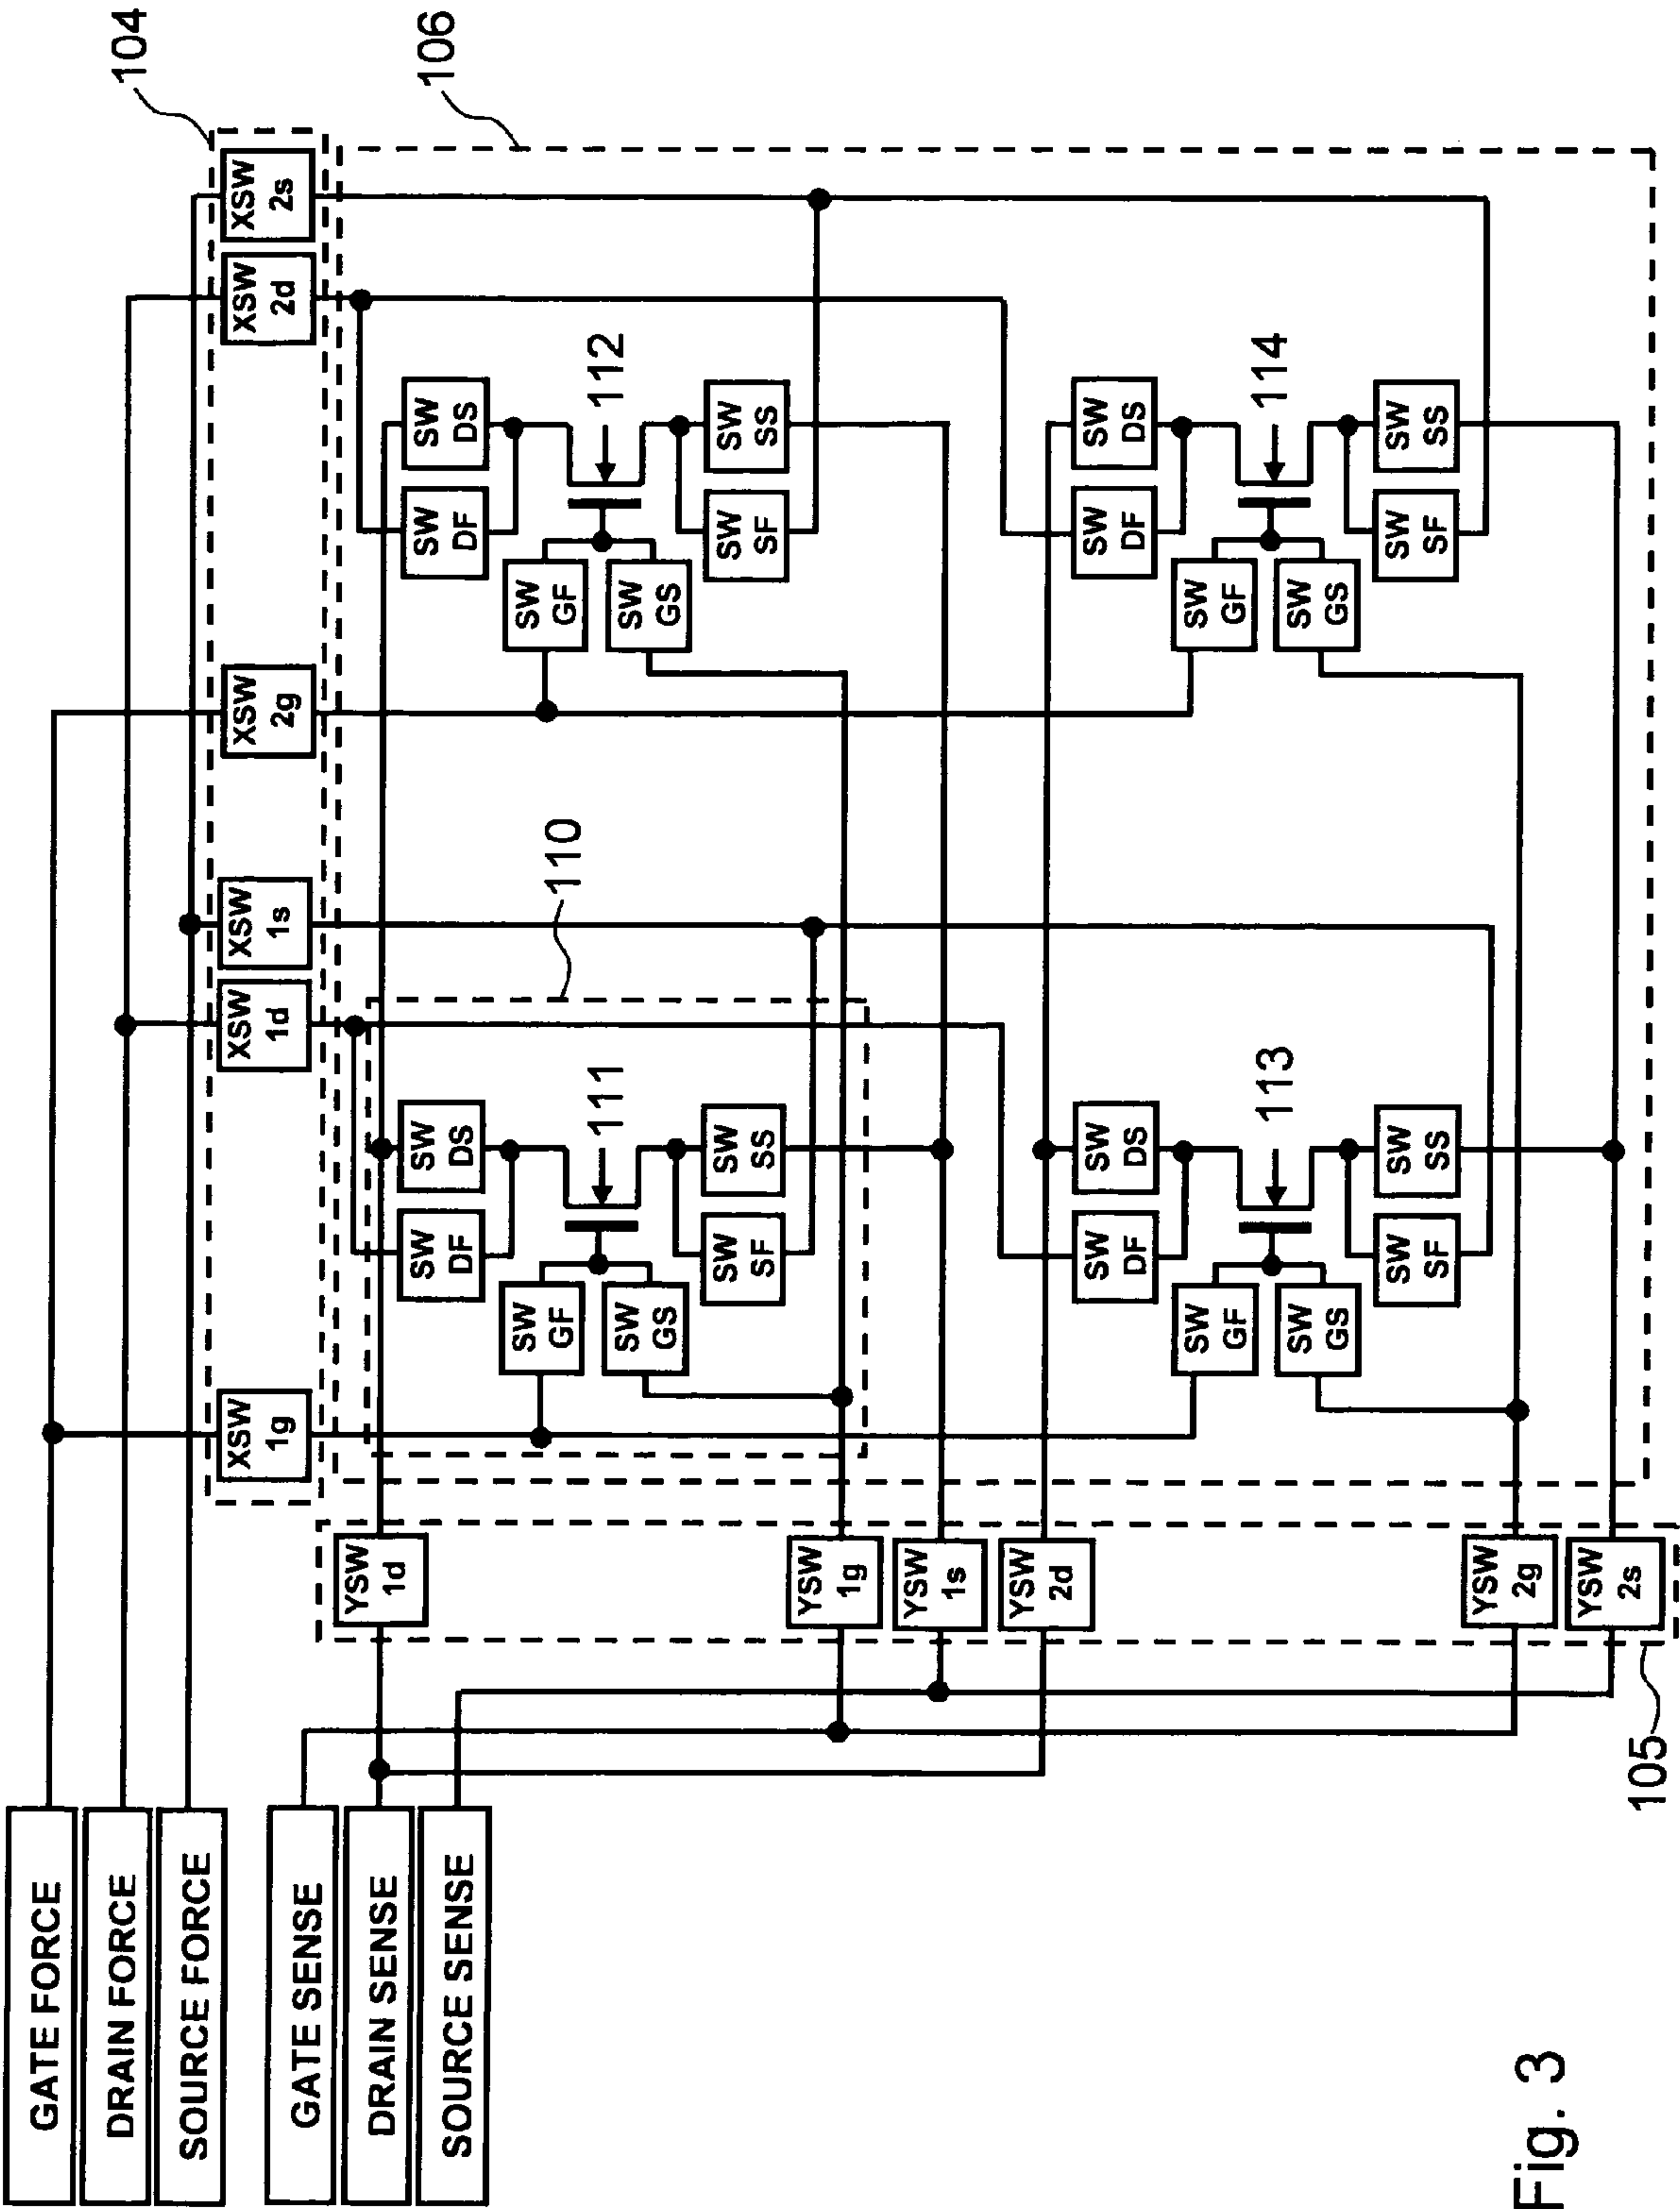 104
106
GATE FORCE
DRAIN FORCE
SOURCE FORCE
GATE SENSE
DRAIN SENSE
SOURCE SENSE
XSW
1g
XSW
1d
XSW
1s
XSW
2g
XSW
2d
XSW
2s
110
YSW
1d
YSW
1g
YSW
1s
YSW
2d
YSW
2g
YSW
2s
105
SW
DF
SW
DS
SW
GF
SW
GS
111
SW
SF
SW
SS
SW
DF
SW
DS
SW
GF
SW
GS
112
SW
SF
SW
SS
SW
DF
SW
DS
SW
GF
SW
GS
113
SW
SF
SW
SS
SW
DF
SW
DS
SW
GF
SW
GS
114
SW
SF
SW
SS
Fig. 3